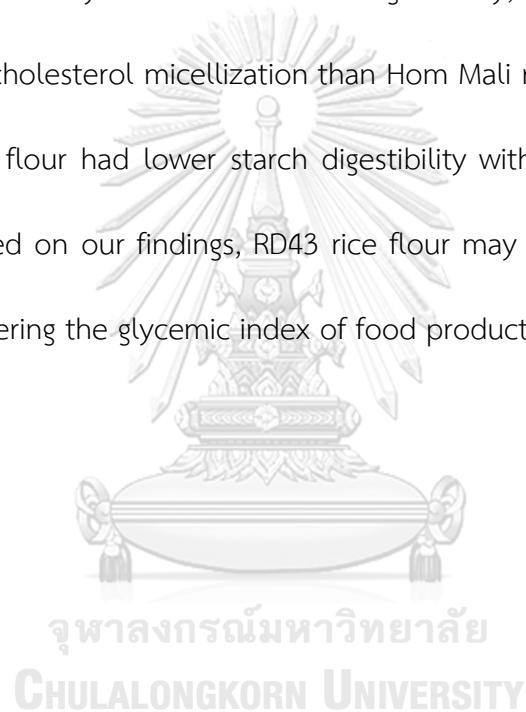 cholesterol micellization than Hom Mali r
flour had lower starch digestibility with
ed on our findings, RD43 rice flour may
ering the glycemic index of food product
จุฬาลงกรณ์มหาวิทยาลัย
CHULALONGKORN UNIVERSITY